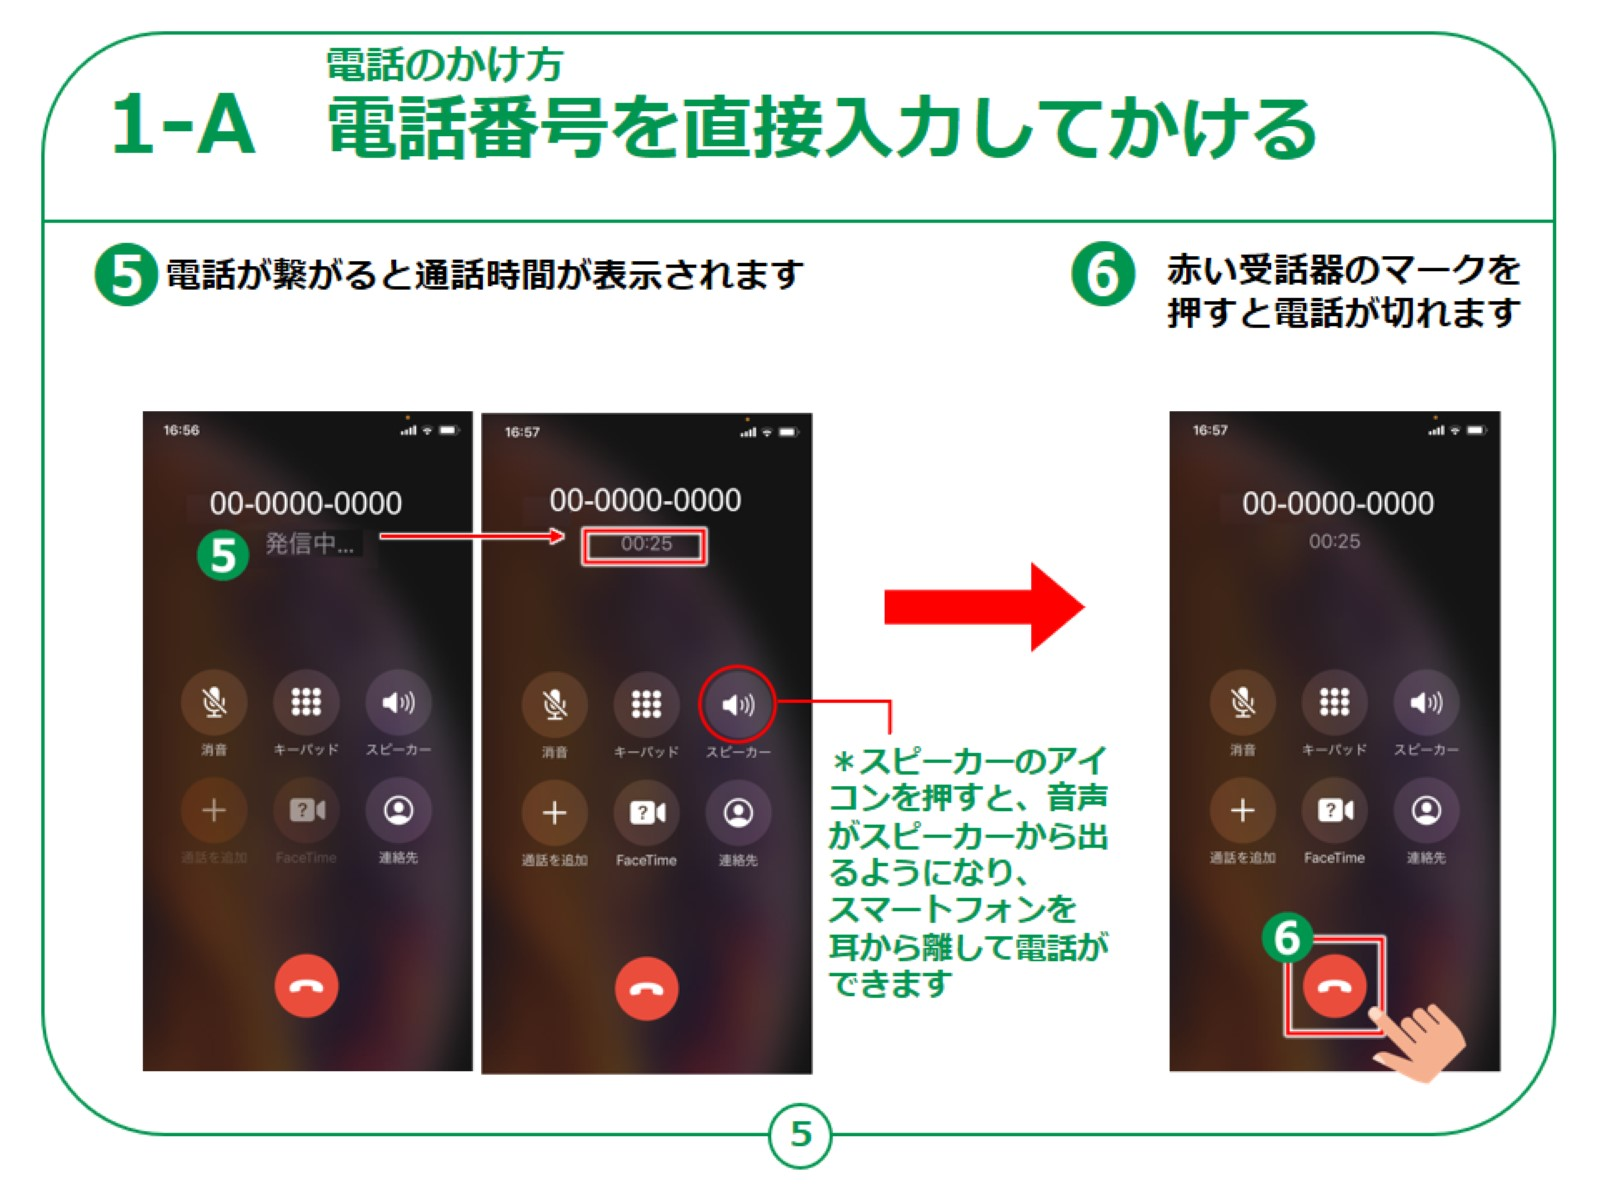 電話のかけ方
1-A 電話番号を直接入力してかける
5 電話が繋がると通話時間が表示されます
6 赤い受話器のマークを
押すと電話が切れます
16:56
00-0000-0000
5 発信中...
消音 キーパッド スピーカー
通話を追加 FaceTime 連絡先
16:57
00-0000-0000
00:25
消音 キーパッド スピーカー
通話を追加 FaceTime 連絡先
＊スピーカーのアイ
コンを押すと、音声
がスピーカーから出
るようになり、
スマートフォンを
耳から離して電話が
できます
16:57
00-0000-0000
00:25
消音 キーパッド スピーカー
通話を追加 FaceTime 連絡先
6
5